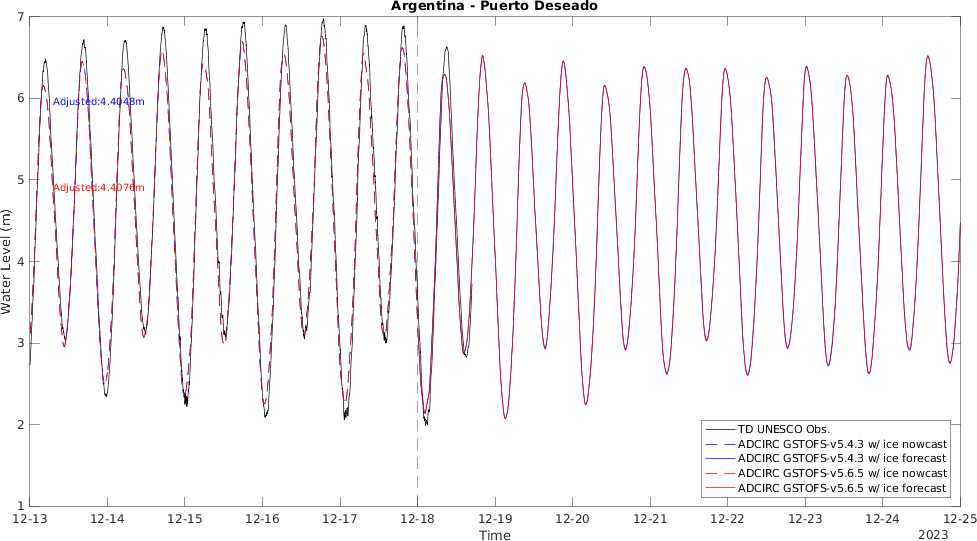 Argentina - Puerto Deseado
7
6
5
4
3
2
1
Water Level (m)
Adjusted:4.4048m
Adjusted:4.4076m
TD UNESCO Obs.
ADCIRC GSTOFS-v5.4.3 w/ ice nowcast
ADCIRC GSTOFS-v5.4.3 w/ ice forecast
ADCIRC GSTOFS-v5.6.5 w/ ice nowcast
ADCIRC GSTOFS-v5.6.5 w/ ice forecast
12-13 12-14 12-15 12-16 12-17 12-18 12-19 12-20 12-21 12-22 12-23 12-24 12-25
Time
2023